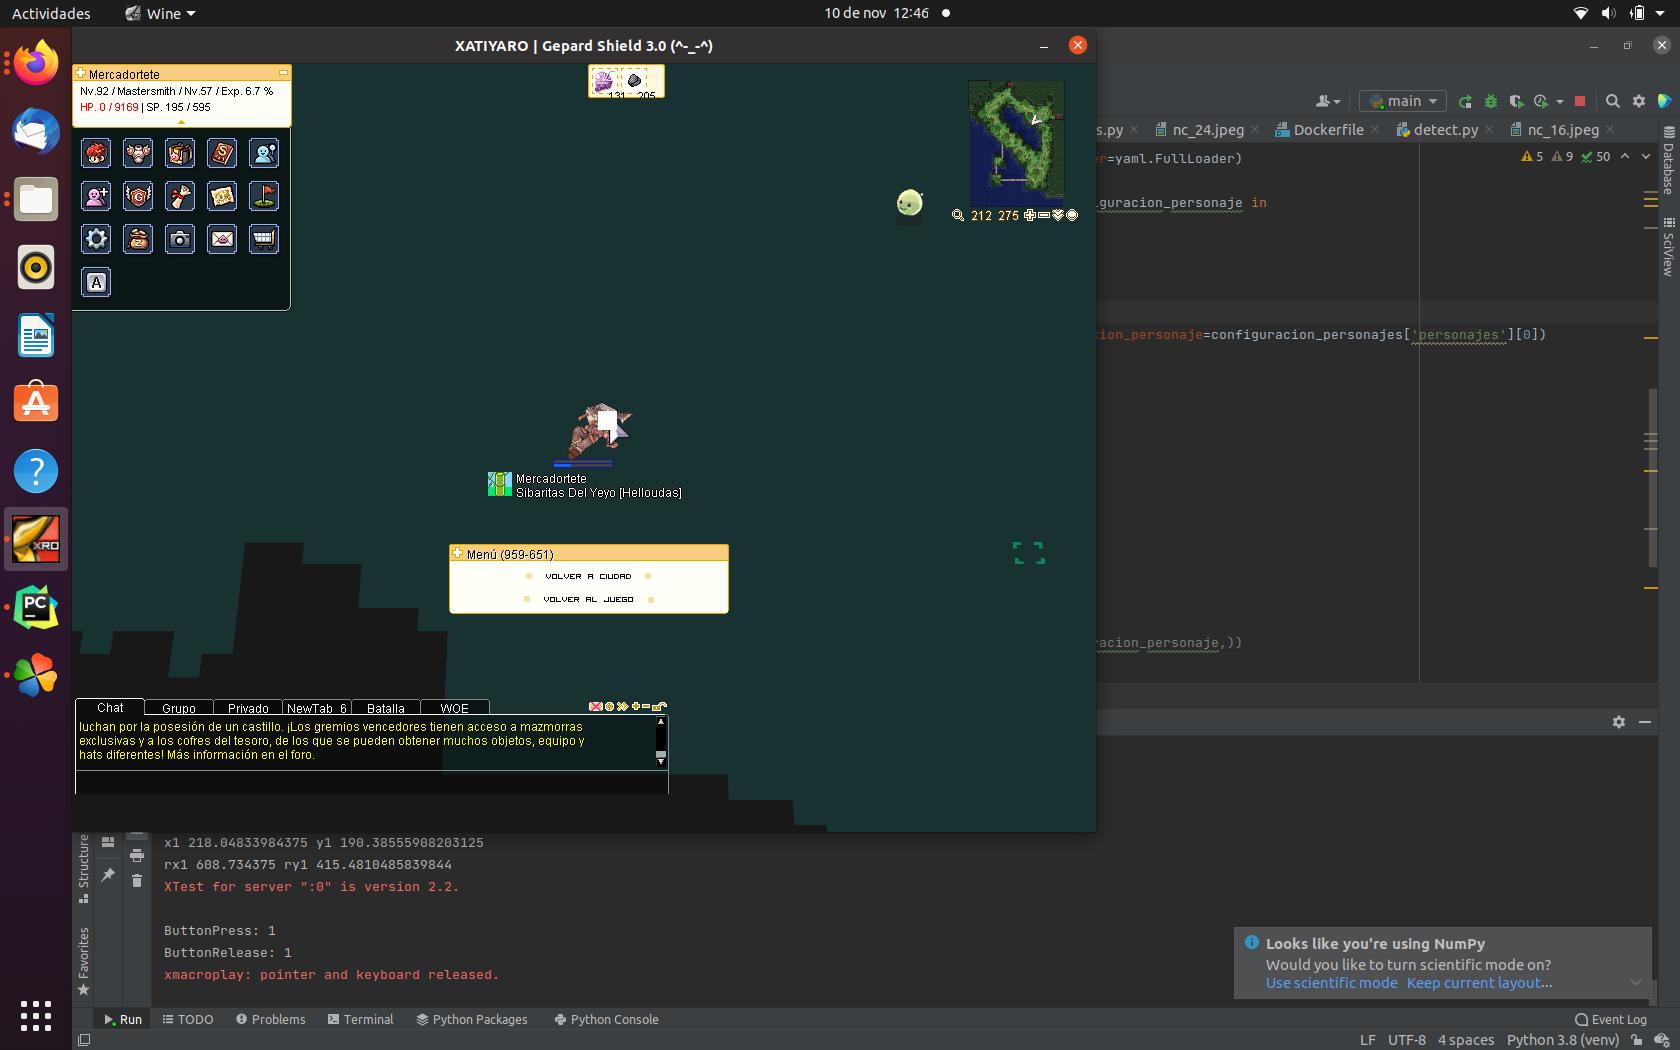 Actividades
Wine
10 de nov 12:46
XATIYARO | Gepard Shield 3.0 (^-_-^)
Mercadortete
Nv.92 / Mastersmith / Nv.57 / Exp. 6.7 %
HP. 0 / 9169 | SP. 195 / 595
131 205
212 275
main
s.py
nc_24.jpeg
Dockerfile
detect.py
nc_16.jpeg
er=yaml.FullLoader)
5 9 50
iguracion_personaje in
cion_personaje=configuracion_personajes['personajes'][0])
Database
SciView
A
Mercadortete
Sibaritas Del Yeyo [Helloudas]
Menú (959-651)
VOLVER A CIUDAD
VOLVER AL JUEGO
XRO
PC
racion_personaje,))
Chat Grupo Privado NewTab_6 Batalla WOE
luchan por la posesión de un castillo. ¡Los gremios vencedores tienen acceso a mazmorras
exclusivas y a los cofres del tesoro, de los que se pueden obtener muchos objetos, equipo y
hats diferentes! Más información en el foro.
Structure
Favorites
x1 218.04833984375 y1 190.38555908203125
rx1 608.734375 ry1 415.4810485839844
XTest for server ":0" is version 2.2.
ButtonPress: 1
ButtonRelease: 1
xmacroplay: pointer and keyboard released.
Looks like you're using NumPy
Would you like to turn scientific mode on?
Use scientific mode Keep current layout...
Run TODO Problems Terminal Python Packages Python Console
Event Log
LF UTF-8 4 spaces Python 3.8 (venv)